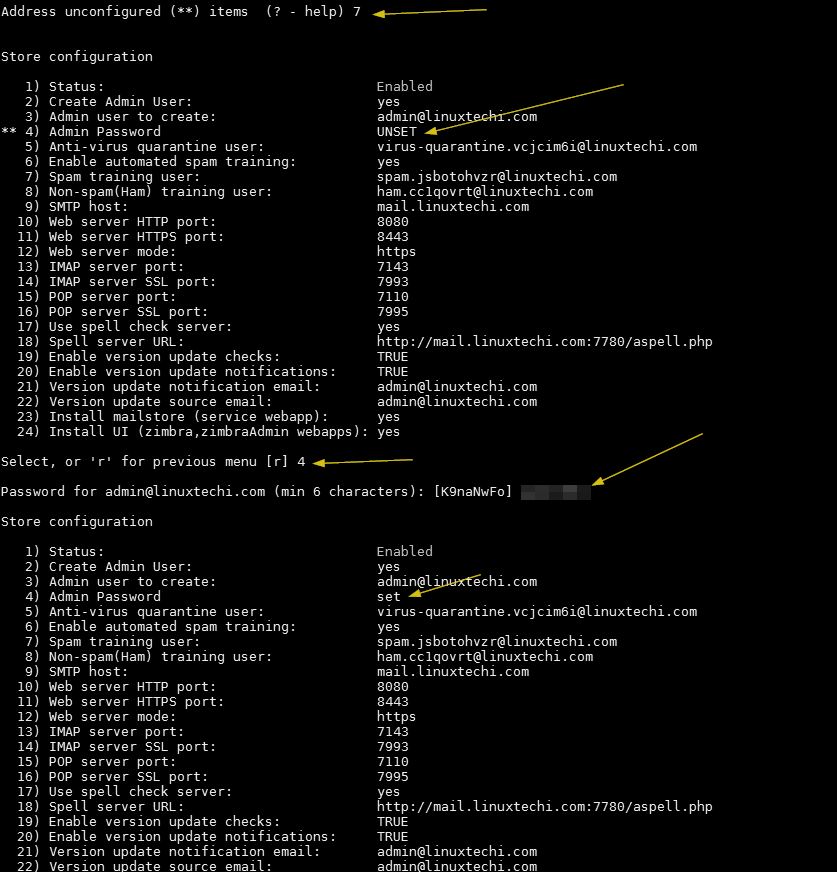 Address unconfigured (**) items  (? - help) 7
Store configuration
   1) Status:                                  Enabled
   2) Create Admin User:                       yes
   3) Admin user to create:                    admin@linuxtechi.com
** 4) Admin Password                           UNSET
   5) Anti-virus quarantine user:              virus-quarantine.vcjcim6i@linuxtechi.com
   6) Enable automated spam training:          yes
   7) Spam training user:                      spam.jsbotohvzr@linuxtechi.com
   8) Non-spam(Ham) training user:             ham.cc1qovrt@linuxtechi.com
   9) SMTP host:                               mail.linuxtechi.com
  10) Web server HTTP port:                    8080
  11) Web server HTTPS port:                   8443
  12) Web server mode:                         https
  13) IMAP server port:                        7143
  14) IMAP server SSL port:                    7993
  15) POP server port:                         7110
  16) POP server SSL port:                     7995
  17) Use spell check server:                  yes
  18) Spell server URL:                        http://mail.linuxtechi.com:7780/aspell.php
  19) Enable version update checks:            TRUE
  20) Enable version update notifications:     TRUE
  21) Version update notification email:       admin@linuxtechi.com
  22) Version update source email:             admin@linuxtechi.com
  23) Install mailstore (service webapp):      yes
  24) Install UI (zimbra,zimbraAdmin webapps): yes
Select, or 'r' for previous menu [r] 4
Password for admin@linuxtechi.com (min 6 characters): [K9naNwFo]
Store configuration
   1) Status:                                  Enabled
   2) Create Admin User:                       yes
   3) Admin user to create:                    admin@linuxtechi.com
   4) Admin Password                           set
   5) Anti-virus quarantine user:              virus-quarantine.vcjcim6i@linuxtechi.com
   6) Enable automated spam training:          yes
   7) Spam training user:                      spam.jsbotohvzr@linuxtechi.com
   8) Non-spam(Ham) training user:             ham.cc1qovrt@linuxtechi.com
   9) SMTP host:                               mail.linuxtechi.com
  10) Web server HTTP port:                    8080
  11) Web server HTTPS port:                   8443
  12) Web server mode:                         https
  13) IMAP server port:                        7143
  14) IMAP server SSL port:                    7993
  15) POP server port:                         7110
  16) POP server SSL port:                     7995
  17) Use spell check server:                  yes
  18) Spell server URL:                        http://mail.linuxtechi.com:7780/aspell.php
  19) Enable version update checks:            TRUE
  20) Enable version update notifications:     TRUE
  21) Version update notification email:       admin@linuxtechi.com
  22) Version update source email:             admin@linuxtechi.com